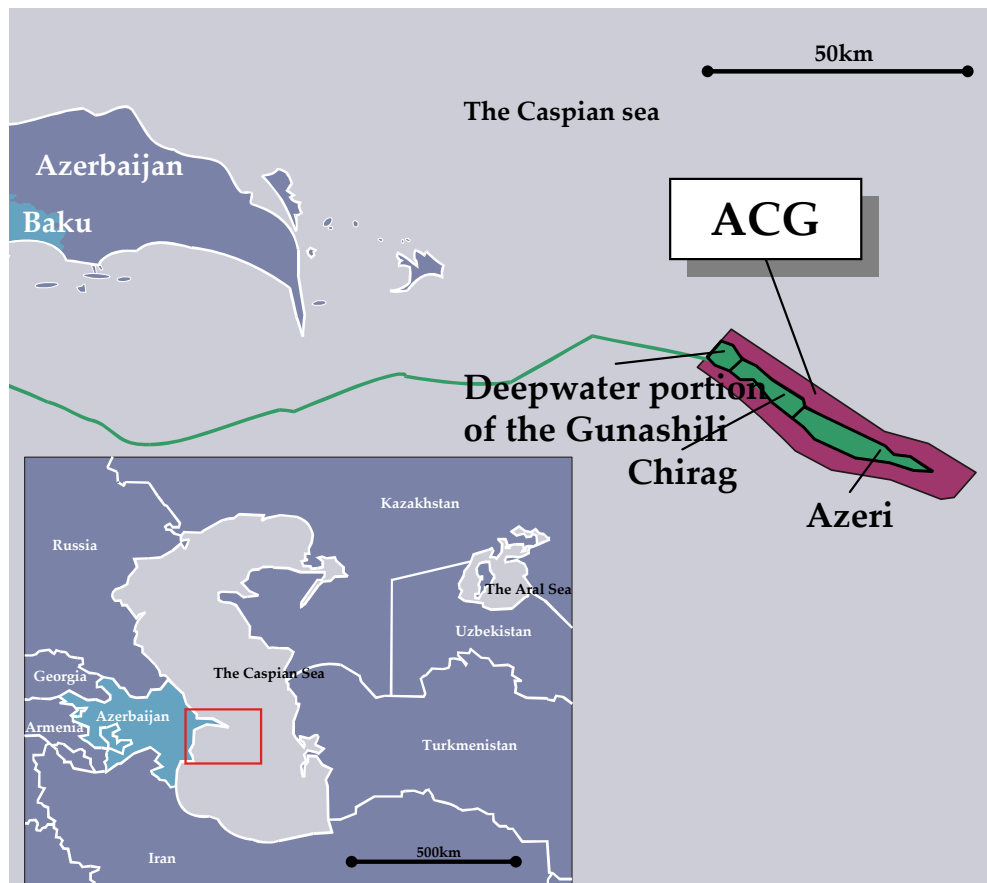 50km
The Caspian sea
Azerbaijan
Baku
ACG
Deepwater portion
of the Gunashili
Chirag
Azeri
Kazakhstan
Russia
The Aral Sea
Uzbekistan
Georgia
The Caspian Sea
Azerbaijan
Armenia
Turkmenistan
Iran
500km